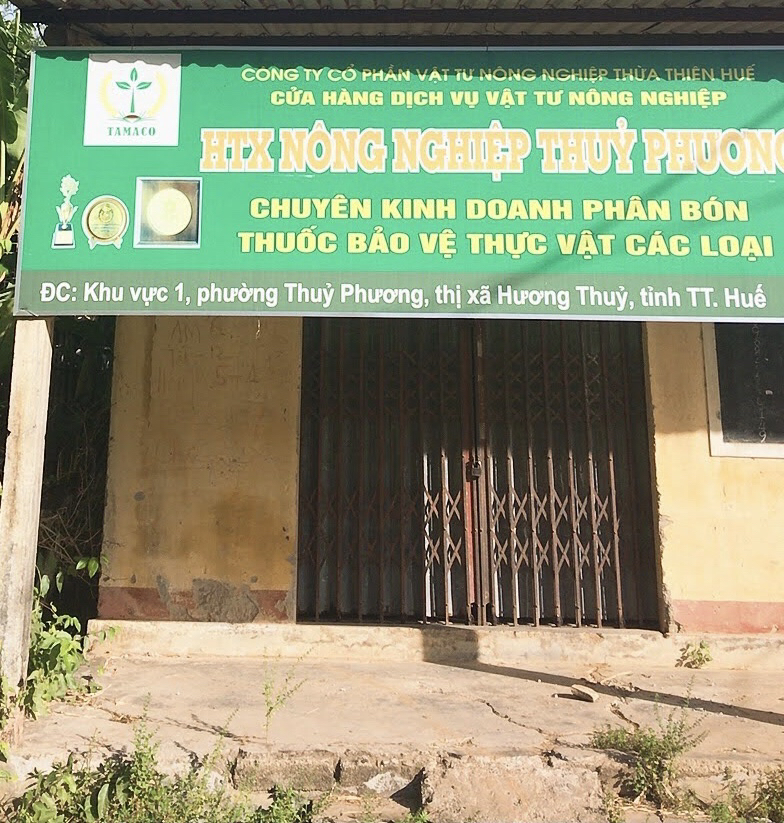 TAMACO
CÔNG TY CỔ PHẦN VẬT TƯ NÔNG NGHIỆP THỪA THIÊN HUẾ
CỬA HÀNG DỊCH VỤ VẬT TƯ NÔNG NGHIỆP
HTX NÔNG NGHIỆP THUỶ PHƯƠNG
CHUYÊN KINH DOANH PHÂN BÓN
THUỐC BẢO VỆ THỰC VẬT CÁC LOẠI
ĐC: Khu vực 1, phường Thuỷ Phương, thị xã Hương Thuỷ, tỉnh TT. Huế